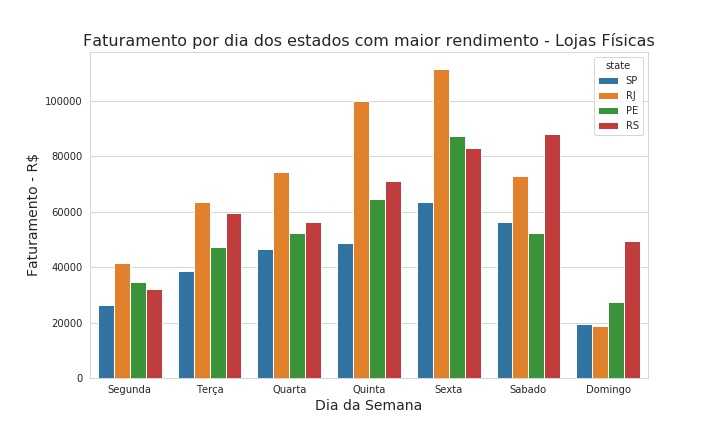 Faturamento por dia dos estados com maior rendimento - Lojas Físicas
state
SP
RJ
PE
RS
Faturamento - R$
100000
80000
60000
40000
20000
0
Segunda
Terça
Quarta
Quinta
Sexta
Sabado
Domingo
Dia da Semana